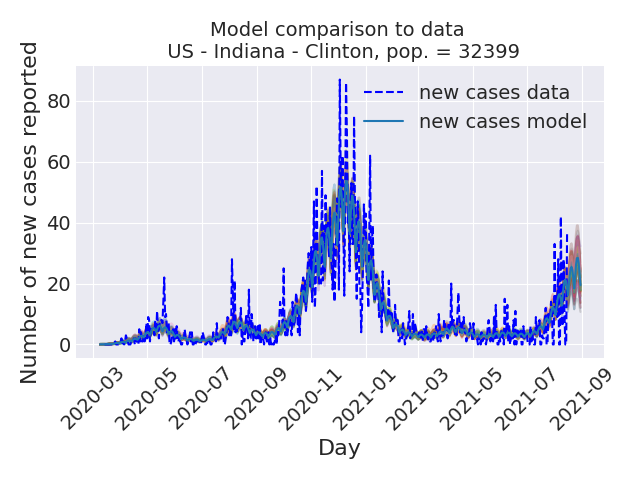 Model comparison to data
US - Indiana - Clinton, pop. = 32399
Number of new cases reported
80
60
40
20
0
new cases data
new cases model
2020-03
2020-05
2020-07
2020-09
2020-11
2021-01
2021-03
2021-05
2021-07
2021-09
Day